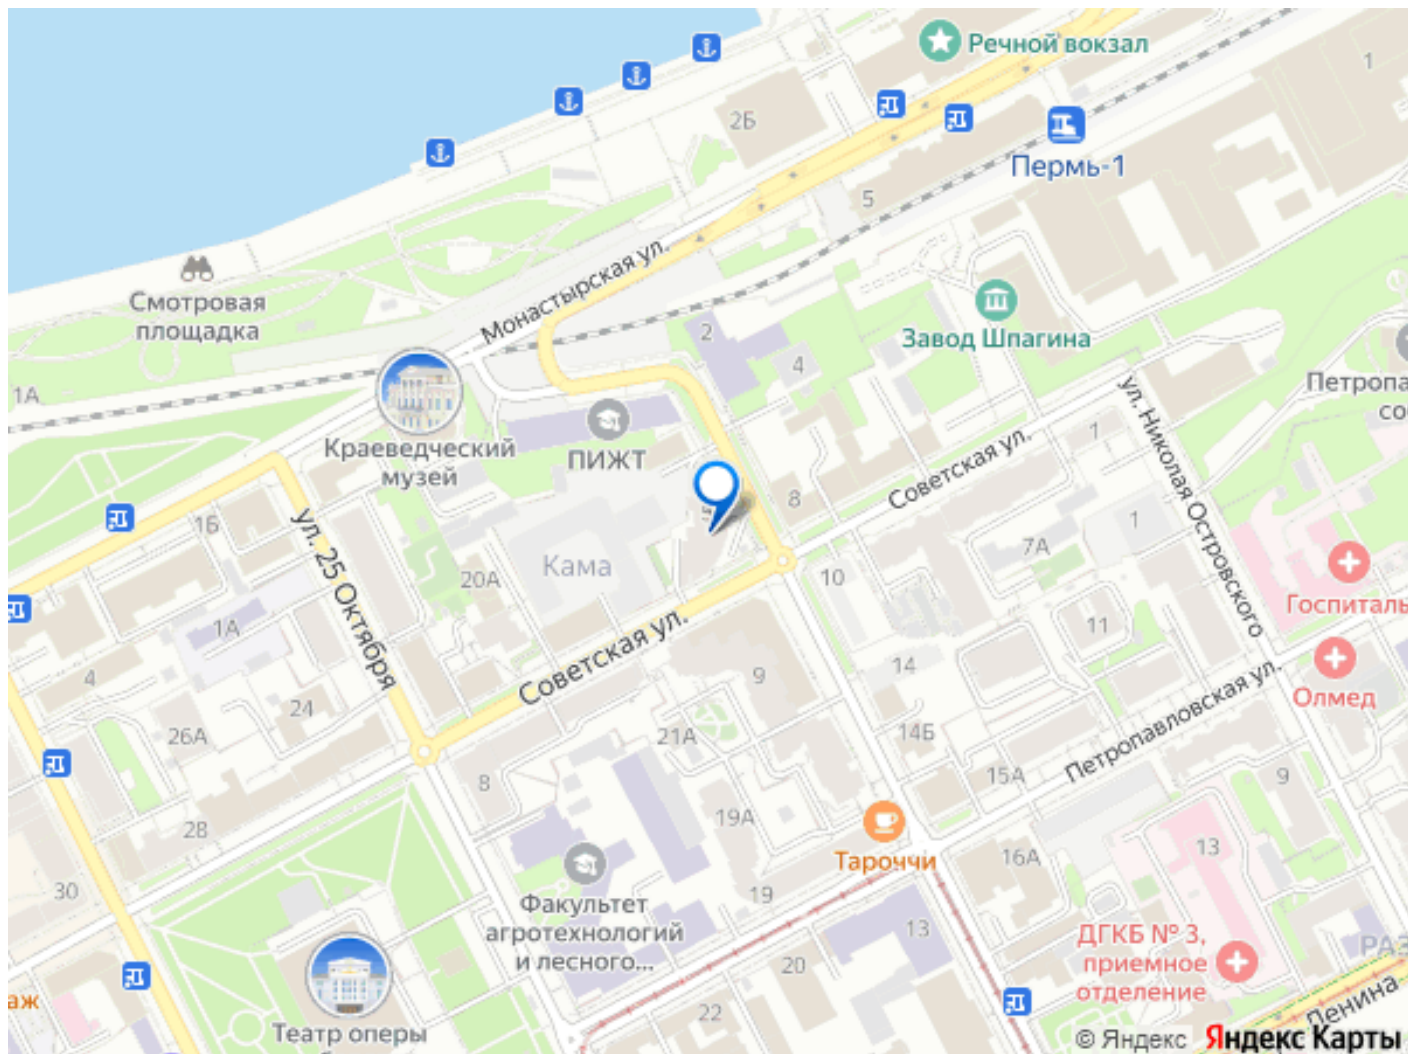 Речной вокзал
1
2Б
Пермь-1
5
Монастырская ул.
Смотровая
площадка
Завод Шпагина
2
4
1А
Петропа
со
Краеведческий
музей
ПИЖТ
ул. Николая Островского
1
Советская ул.
8
1Б
ул. 25 Октября
Кама
7А
1
20А
10
Госпиталь
1А
11
Советская ул.
14
9
4
Олмед
24
Петропавловская ул.
26А
21А
14Б
8
15А
9
28
19А
Тароччи
16А
13
30
19
Факультет
агротехнологий
и лесного...
13
ДГКБ № 3,
приемное
отделение
РАЗ
20
аж
22
Театр оперы
Ленина
© Яндекс Яндекс Карты